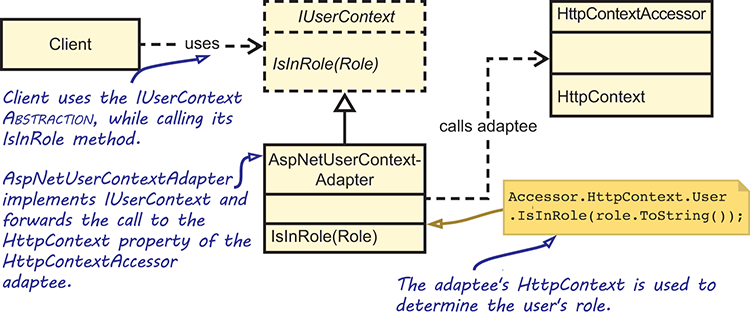 Client
uses
IUserContext
IsInRole(Role)
HttpContextAccessor
HttpContext
Client uses the IUserContext
ABSTRACTION, while calling its
IsInRole method.
calls adaptee
AspNetUserContext-
Adapter
IsInRole(Role)
AspNetUserContextAdapter
implements IUserContext and
forwards the call to the
HttpContext property of the
HttpContextAccessor
adaptee.
Accessor.HttpContext.User
.IsInRole(role.ToString());
The adaptee's HttpContext is used to
determine the user's role.